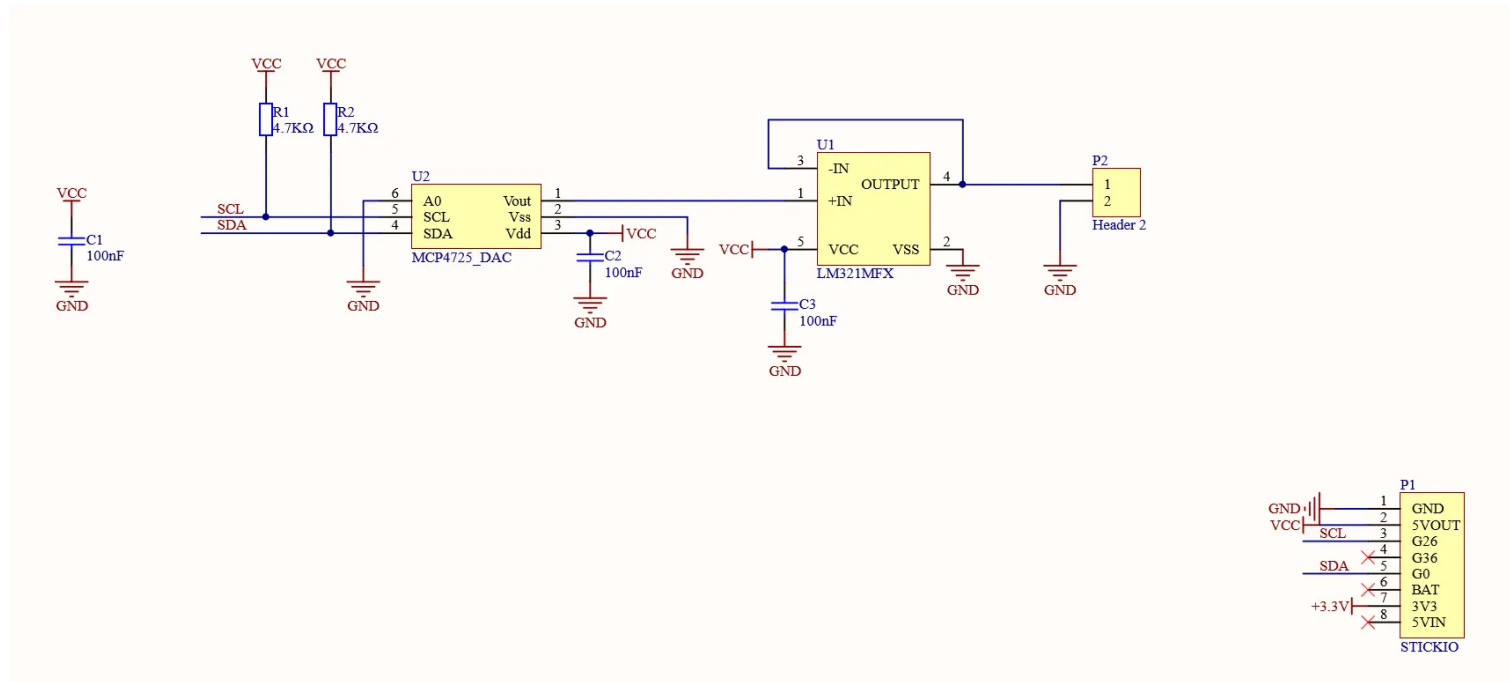 VCC
VCC
R1
4.7KΩ
R2
4.7KΩ
VCC
C1
100nF
GND
SCL
SDA
GND
U2
6
5
4
A0
SCL
SDA
Vout
Vss
Vdd
1
2
3
MCP4725_DAC
VCC
C2
100nF
GND
GND
U1
3
1
5
-IN
+IN
VCC
OUTPUT
VSS
4
2
LM321MFX
VCC
C3
100nF
GND
GND
P2
1
2
Header 2
GND
P1
GND
1
GND
VCC
2
5VOUT
SCL
3
G26
4
G36
SDA
5
G0
6
BAT
+3.3V
7
3V3
8
5VIN
STICKIO